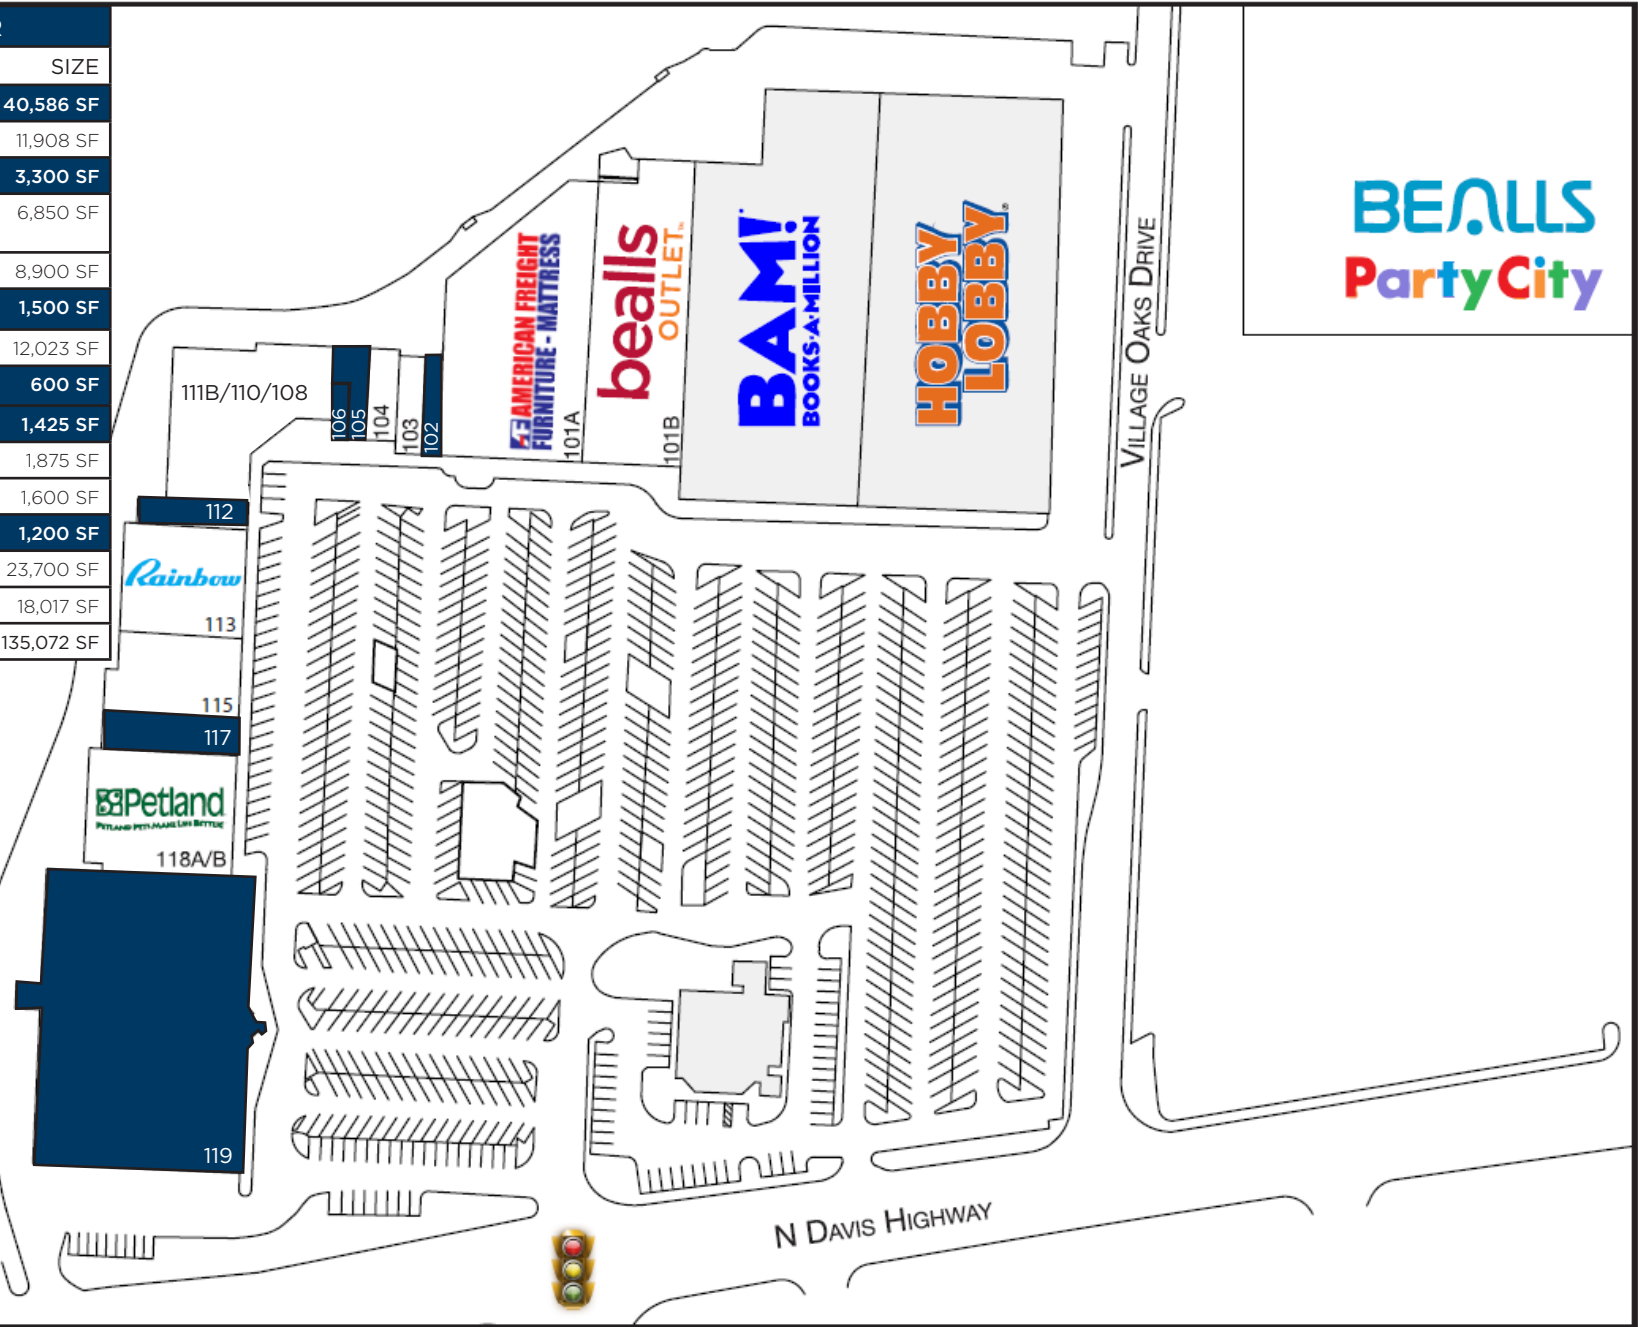 SIZE
40,586 SF
11,908 SF
3,300 SF
6,850 SF
8,900 SF
1,500 SF
12,023 SF
600 SF
1,425 SF
1,875 SF
1,600 SF
1,200 SF
23,700 SF
18,017 SF
135,072 SF
111B/110/108
106
105
104
103
102
AMERICAN FREIGHT
FURNITURE - MATTRESS
101A
bealls
OUTLET
101B
BAM!
BOOKS-A-MILLION
HOBBY
LOBBY
VILLAGE OAKS DRIVE
BEALLS
Party City
112
Rainbow
113
115
117
Petland
118A/B
119
N DAVIS HIGHWAY